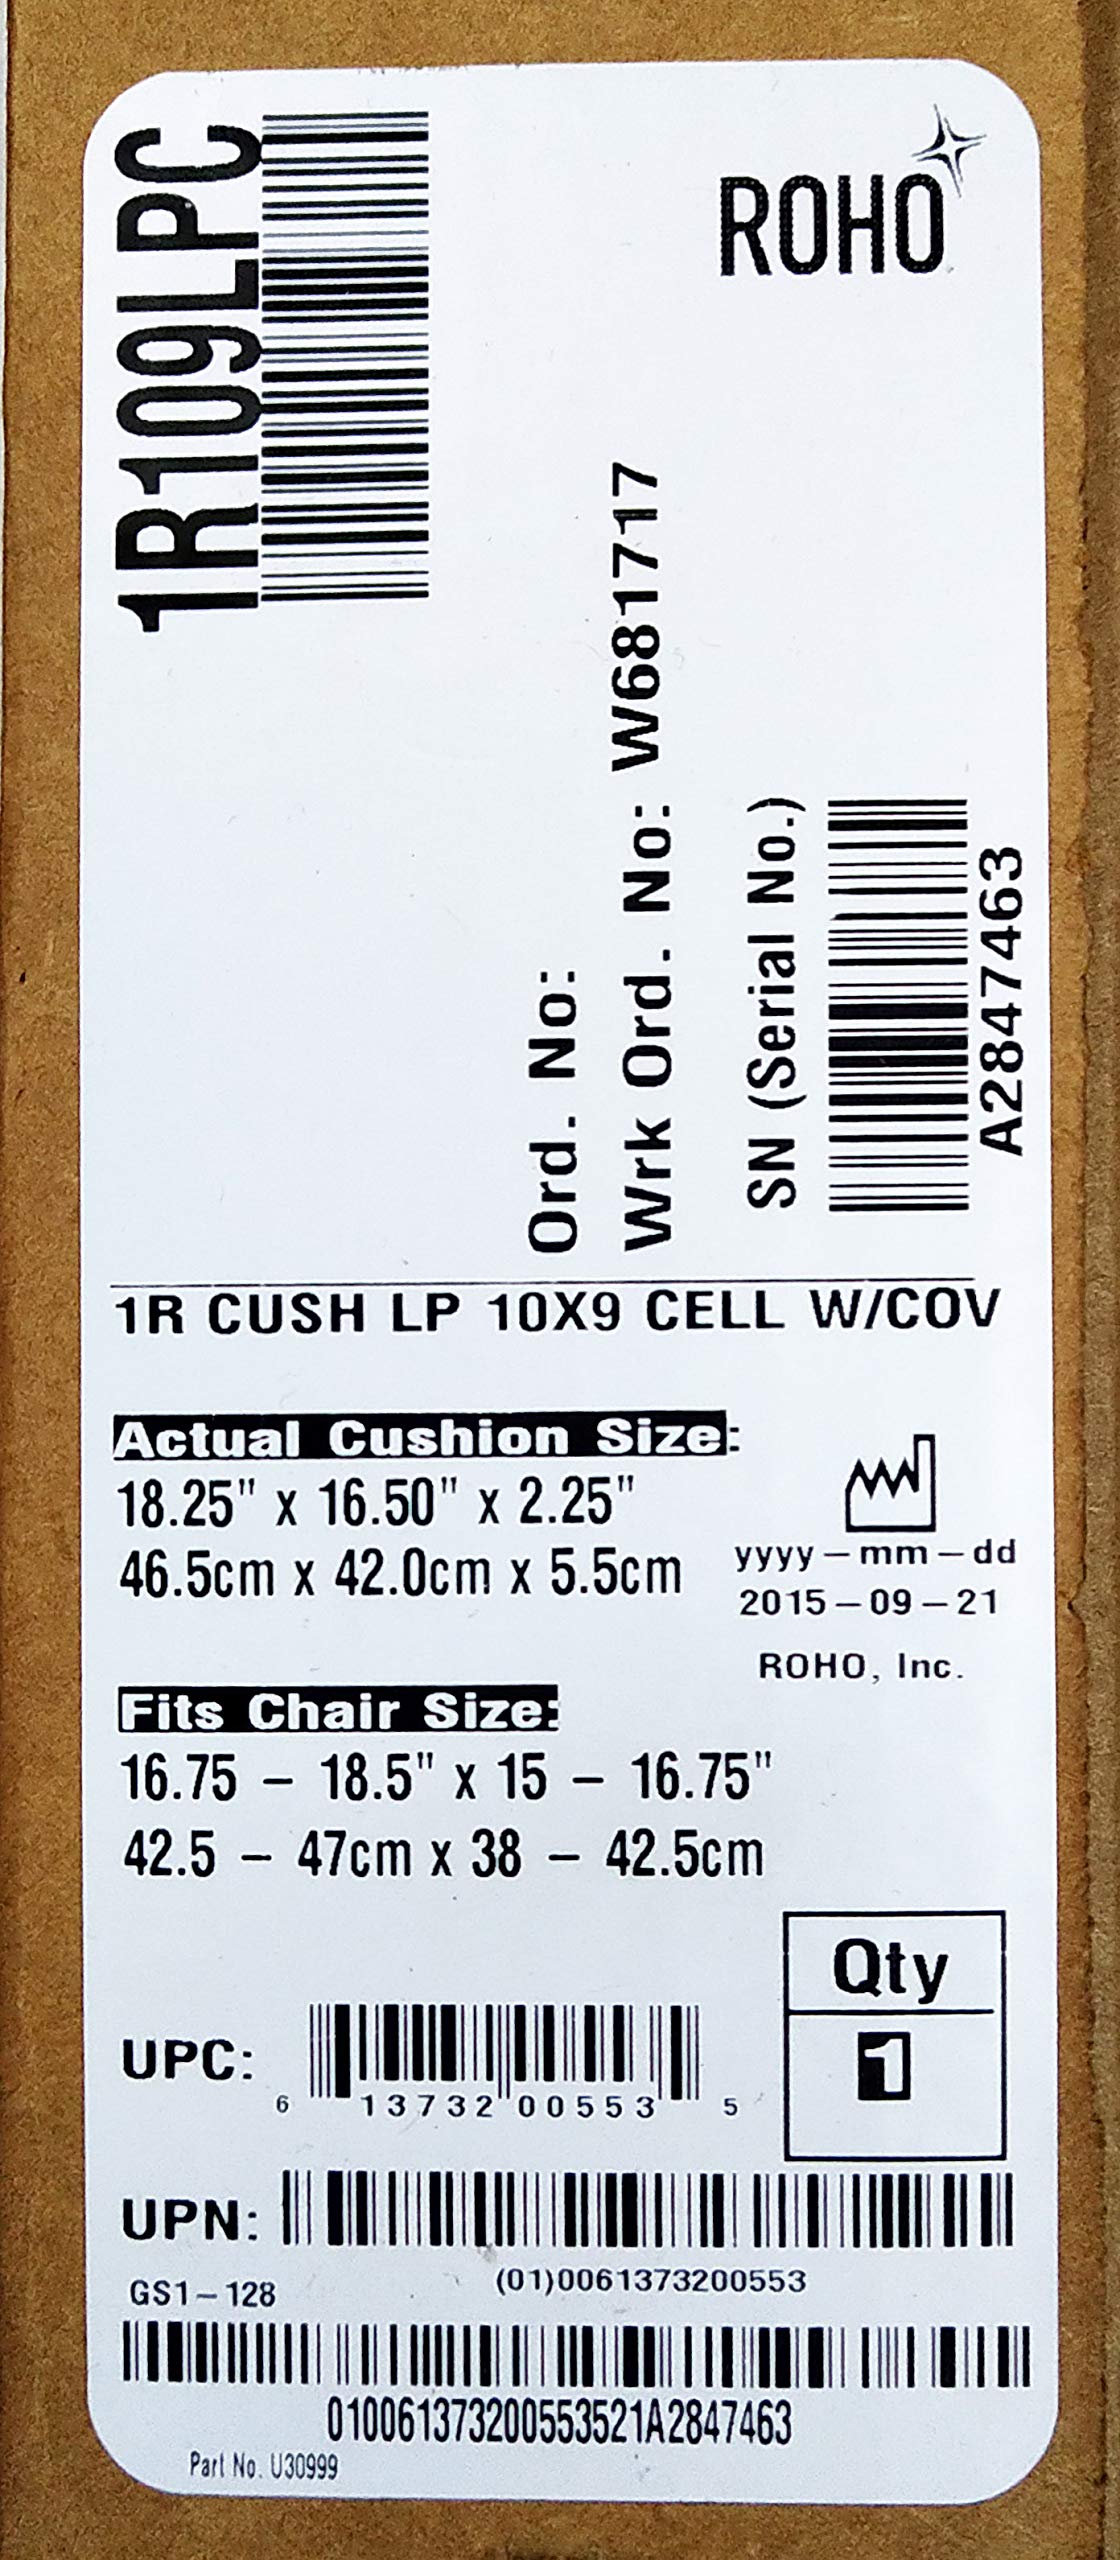 1R109LPC
ROHO
Ord. No:
Wrk Ord. No: W681717
SN (Serial No.)
A2847463
1R CUSH LP 10X9 CELL W/COV
Actual Cushion Size:
18.25" x 16.50" x 2.25"
46.5cm x 42.0cm x 5.5cm
yyyy-mm-dd
2015-09-21
ROHO, Inc.
Fits Chair Size:
16.75 - 18.5" x 15 - 16.75"
42.5 - 47cm x 38 - 42.5cm
Qty
1
UPC:
6 13732 00553 5
UPN:
(01)0061373200553
GS1-128
010061373200553521A2847463
Part No. U30999